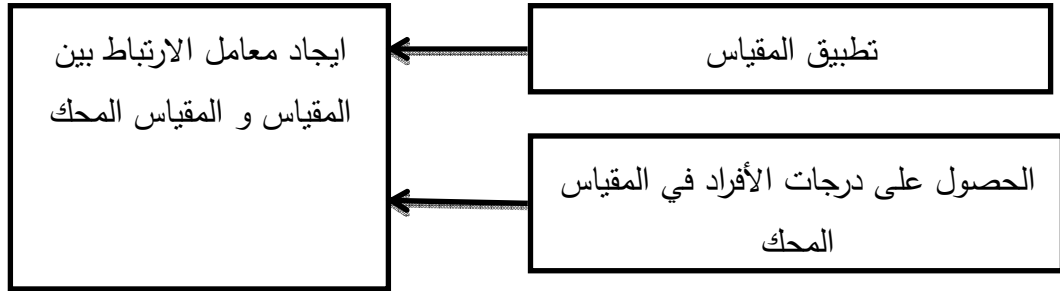 تطبيق المقياس
ايجاد معامل الارتباط بين
المقياس و المقياس المحك
الحصول على درجات الأفراد في المقياس
المحك